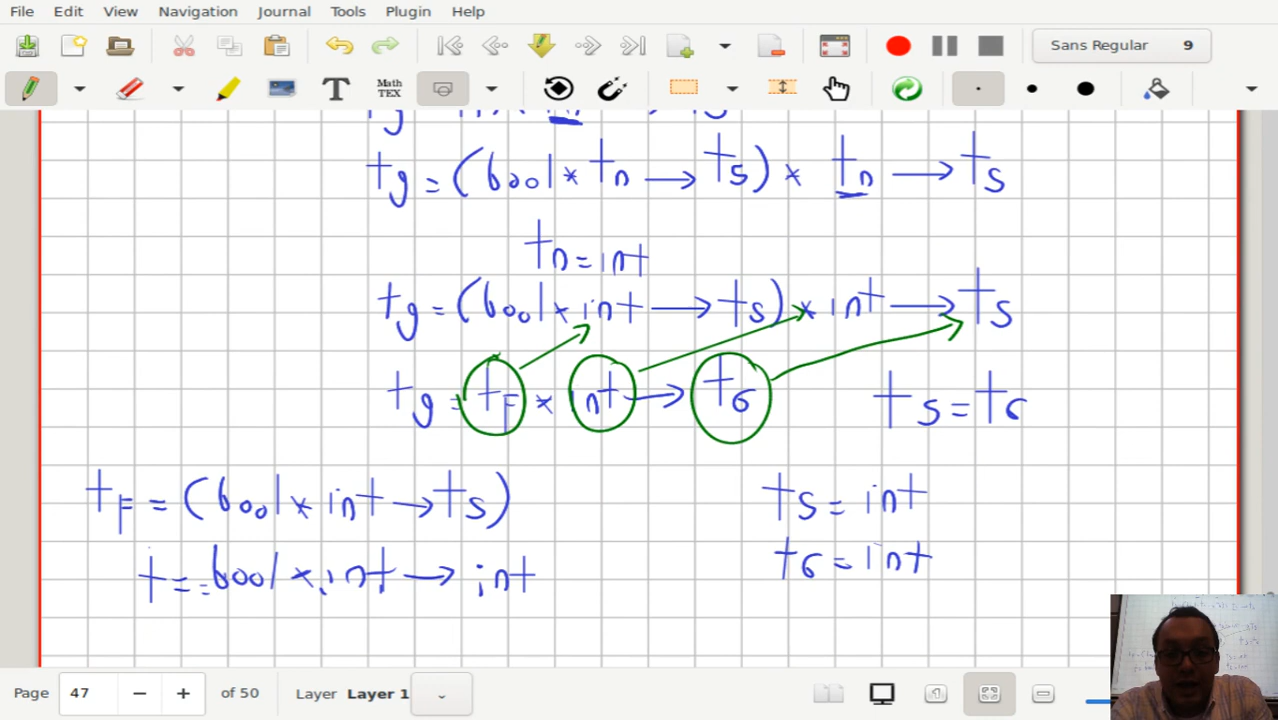 File Edit View Navigation Journal Tools Plugin Help
Sans Regular 9
T Math TEX
tg = (bool * tn → ts) * tn → ts
tn = int
tg = (bool * int → ts) * int → ts
tg = tF * int → t6
ts = t6
tF = (bool * int → ts)
ts = int
t6 = int
t = = bool * int → int
Page 47 − + of 50 Layer Layer 1